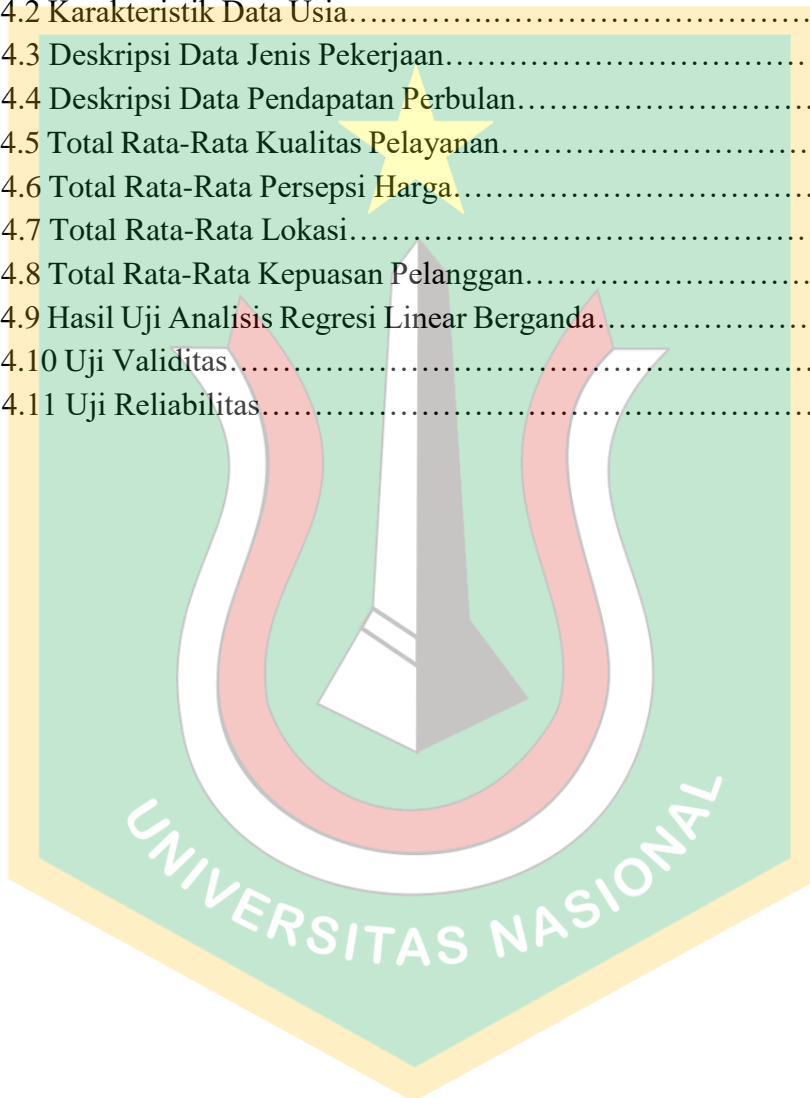 4.2 Karakteristik Data Usia……………………………………
4.3 Deskripsi Data Jenis Pekerjaan……………………………
4.4 Deskripsi Data Pendapatan Perbulan………………………
4.5 Total Rata-Rata Kualitas Pelayanan………………………
4.6 Total Rata-Rata Persepsi Harga……………………………
4.7 Total Rata-Rata Lokasi……………………………………
4.8 Total Rata-Rata Kepuasan Pelanggan………………………
4.9 Hasil Uji Analisis Regresi Linear Berganda………………
4.10 Uji Validitas………………………………………………
4.11 Uji Reliabilitas……………………………………………
UNIVERSITAS NASIONAL